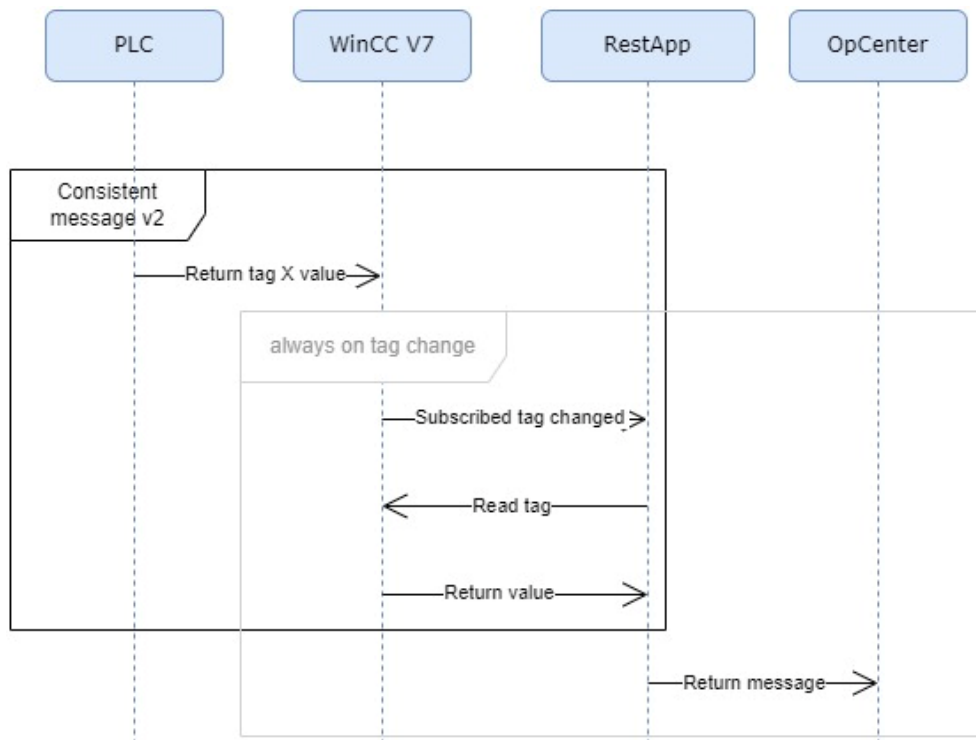 PLC
WinCC V7
RestApp
OpCenter
Consistent
message v2
Return tag X value
always on tag change
Subscribed tag changed
Read tag
Return value
Return message